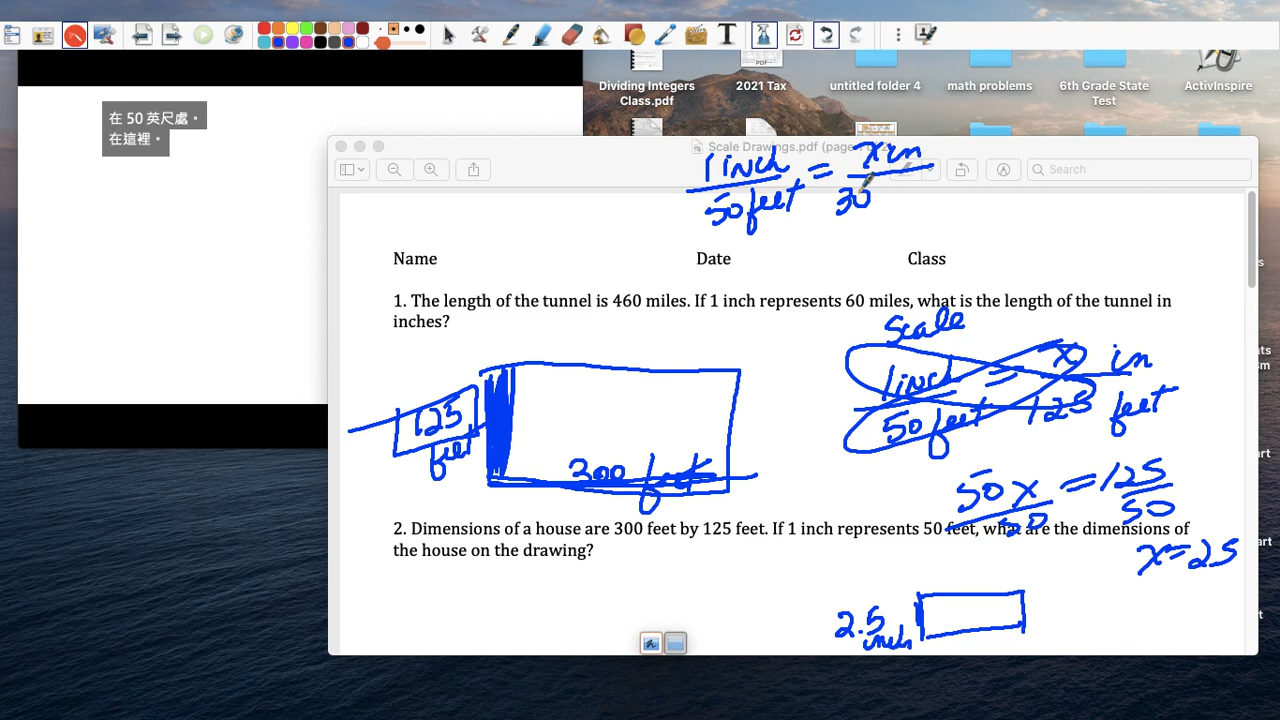 Dividing Integers
Class.pdf
PDF
2021 Tax
untitled folder 4
math problems
6th Grade State
Test
ActivInspire
在 50 英尺處。
在這裡。
Scale Drawings.pdf (page
Search
1 inch = x in
50 feet 30
Name Date Class
1. The length of the tunnel is 460 miles. If 1 inch represents 60 miles, what is the length of the tunnel in
inches?
scale
1 inch = x in
50 feet 125 feet
125
feet
300 feet
50x = 125
50 50
x=25
2. Dimensions of a house are 300 feet by 125 feet. If 1 inch represents 50 feet, what are the dimensions of
the house on the drawing?
2.5
inch